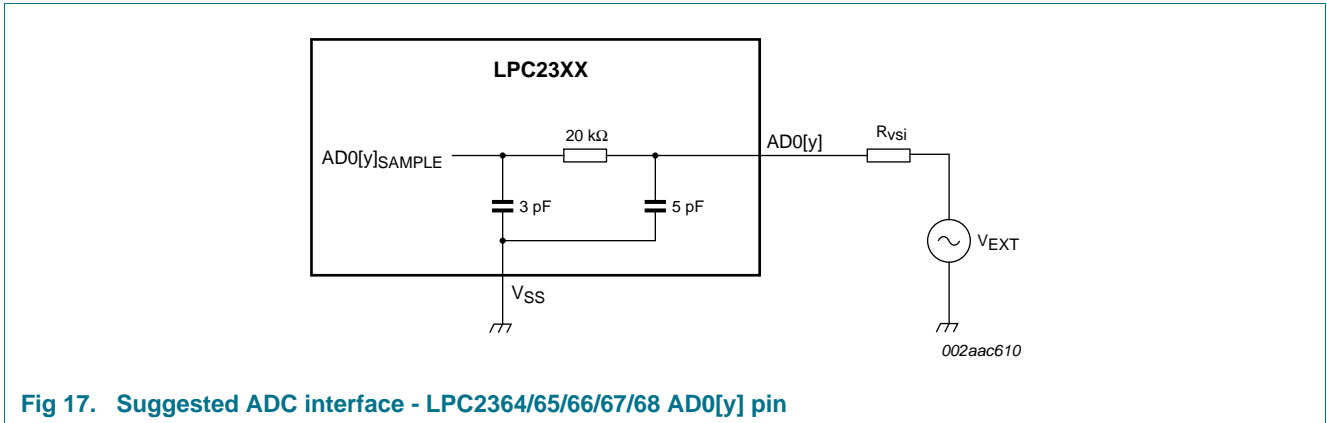 LPC23XX
20 kΩ
AD0[y]SAMPLE
AD0[y]
Rvsi
3 pF
5 pF
VEXT
VSS
002aac610
Fig 17. Suggested ADC interface - LPC2364/65/66/67/68 AD0[y] pin